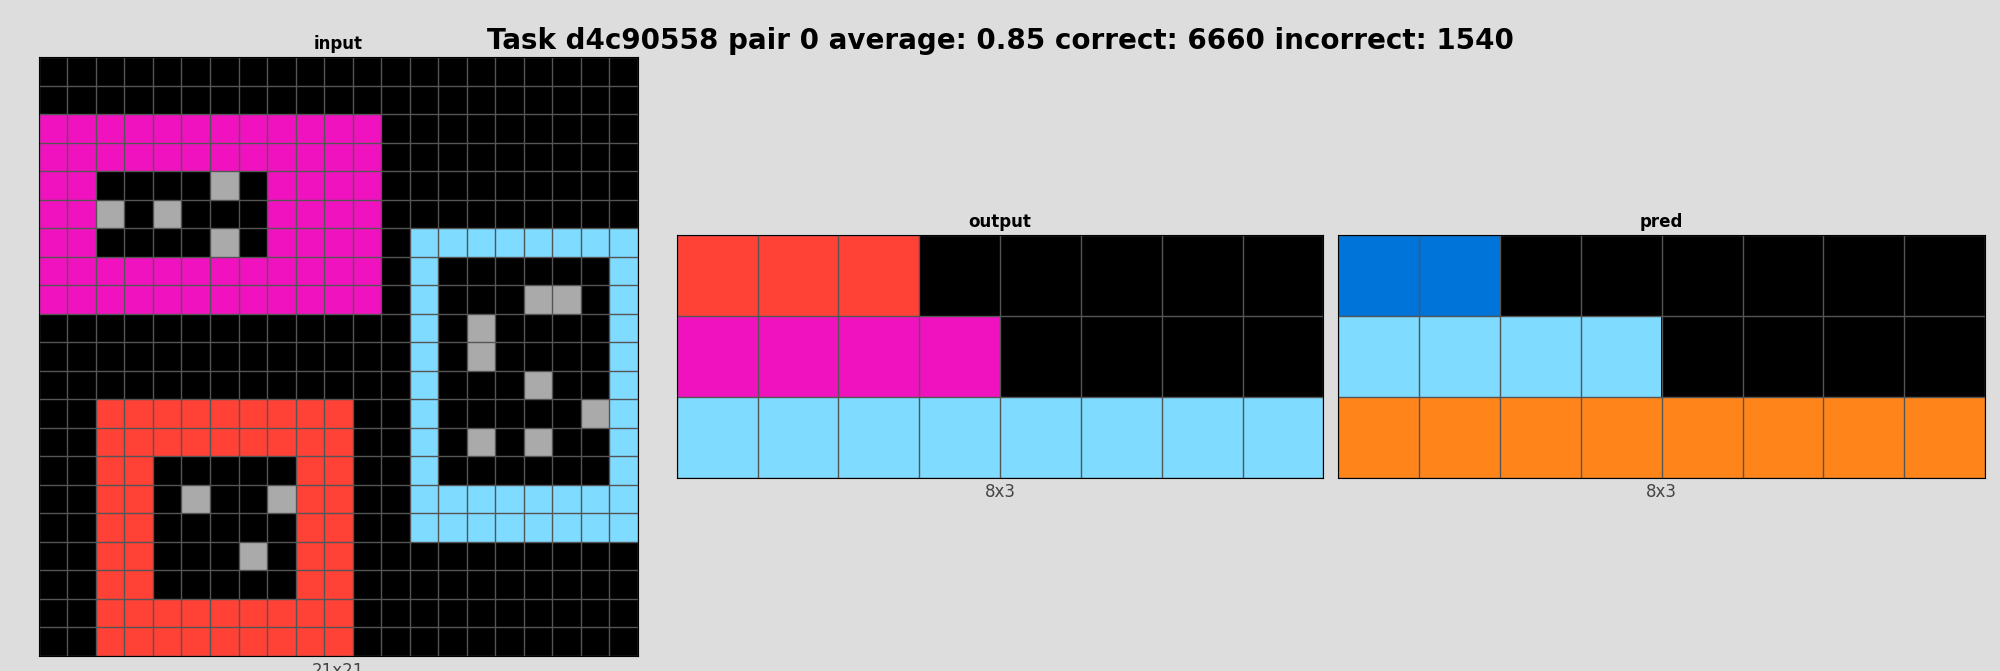 Task d4c90558 pair 0 average: 0.85 correct: 6660 incorrect: 1540
input
output
pred
8x3
8x3
21x21